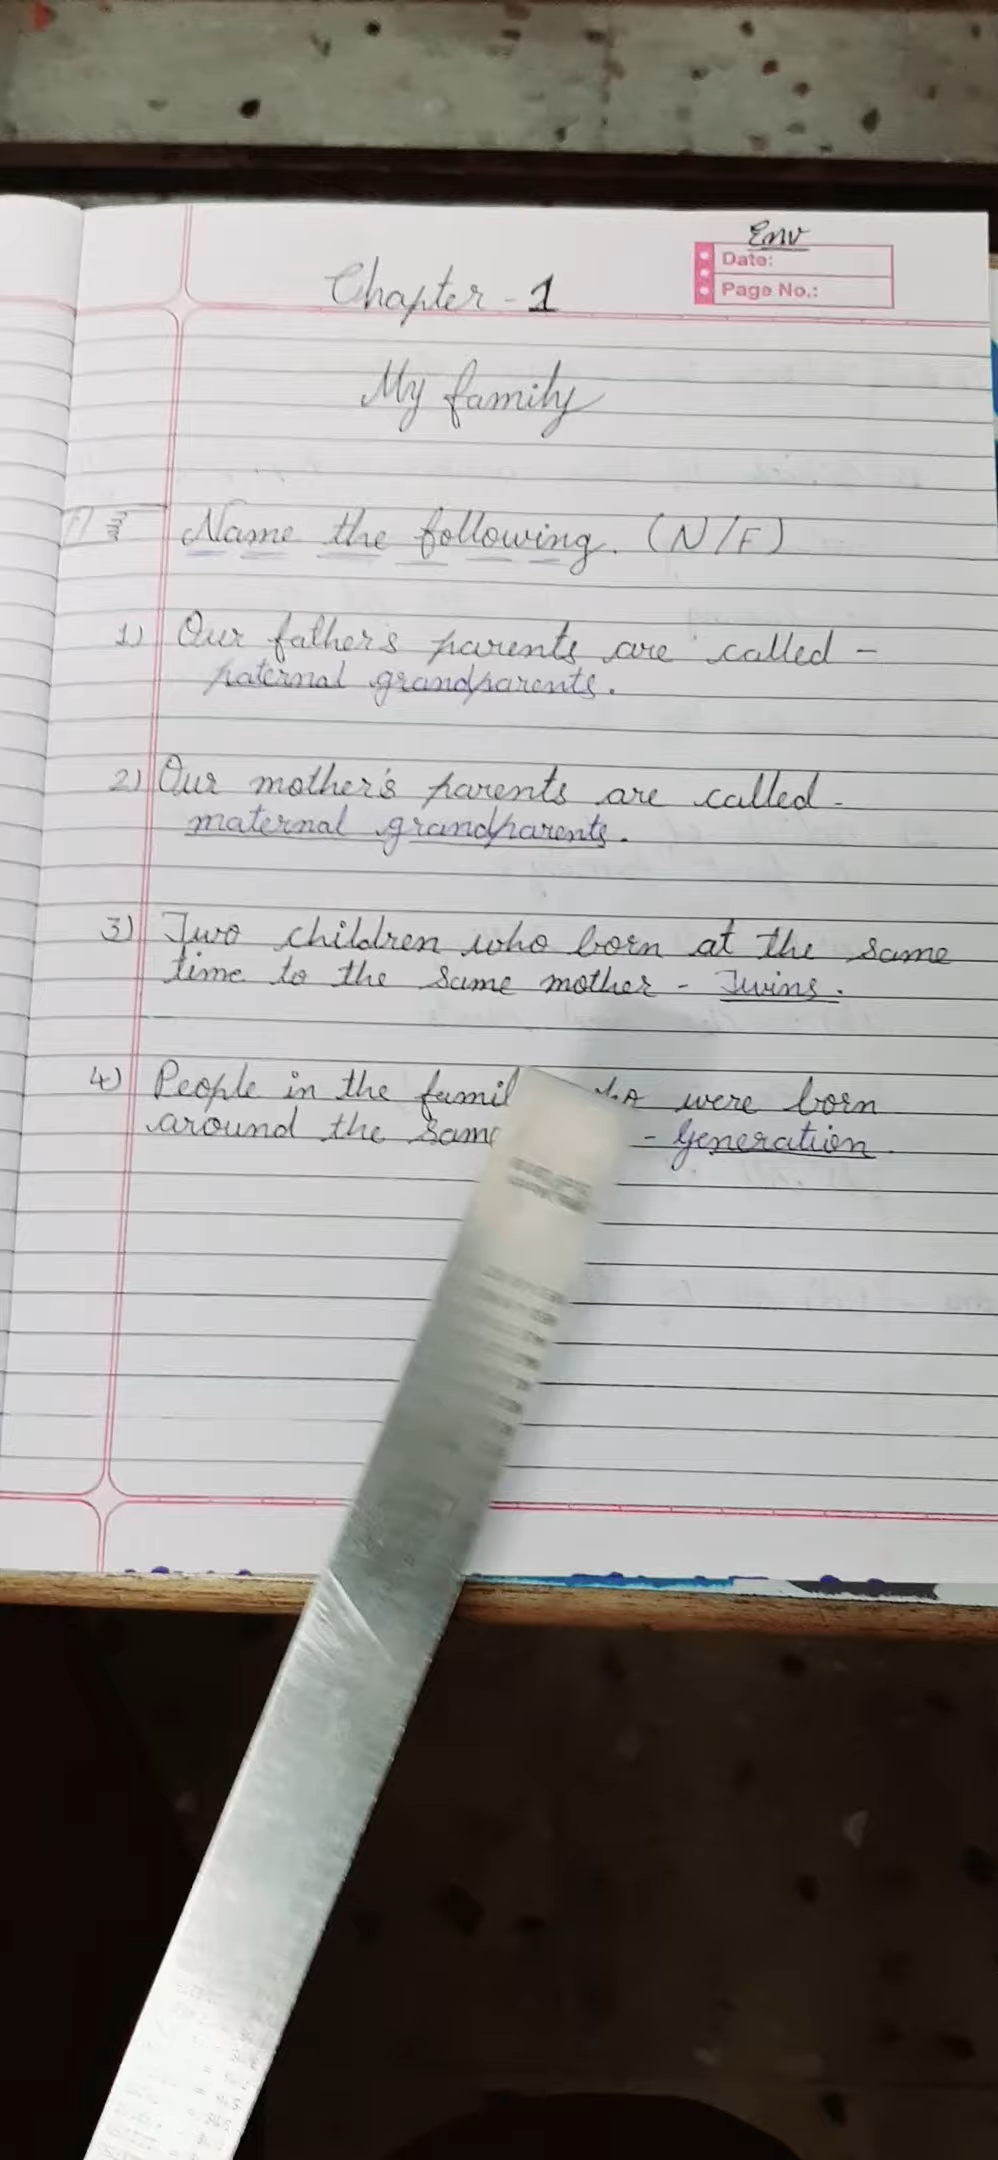 Env
Date:
Page No.:
Chapter - 1
My family
Name the following. (N/F)
1) Our father's parents are called -
paternal grandparents.
2) Our mother's parents are called -
maternal grandparents.
3) Two children who born at the same
time to the same mother - Twins.
4) People in the were born
around the same - Generation.